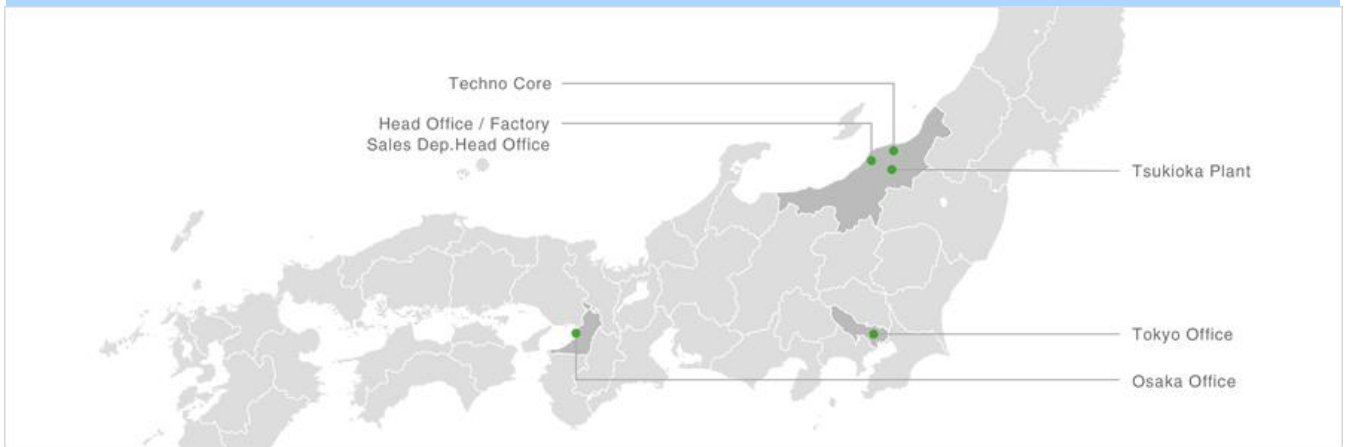 Techno Core
Head Office / Factory
Sales Dep.Head Office
Tsukioka Plant
Tokyo Office
Osaka Office